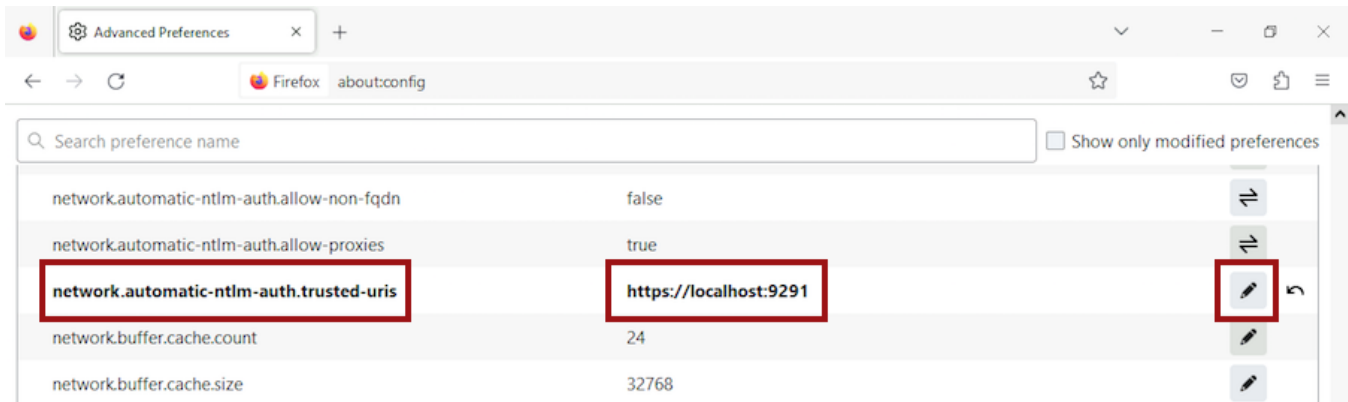 Advanced Preferences
Firefox about:config
Search preference name Show only modified preferences
network.automatic-ntlm-auth.allow-non-fqdn false
network.automatic-ntlm-auth.allow-proxies true
network.automatic-ntlm-auth.trusted-uris https://localhost:9291
network.buffer.cache.count 24
network.buffer.cache.size 32768